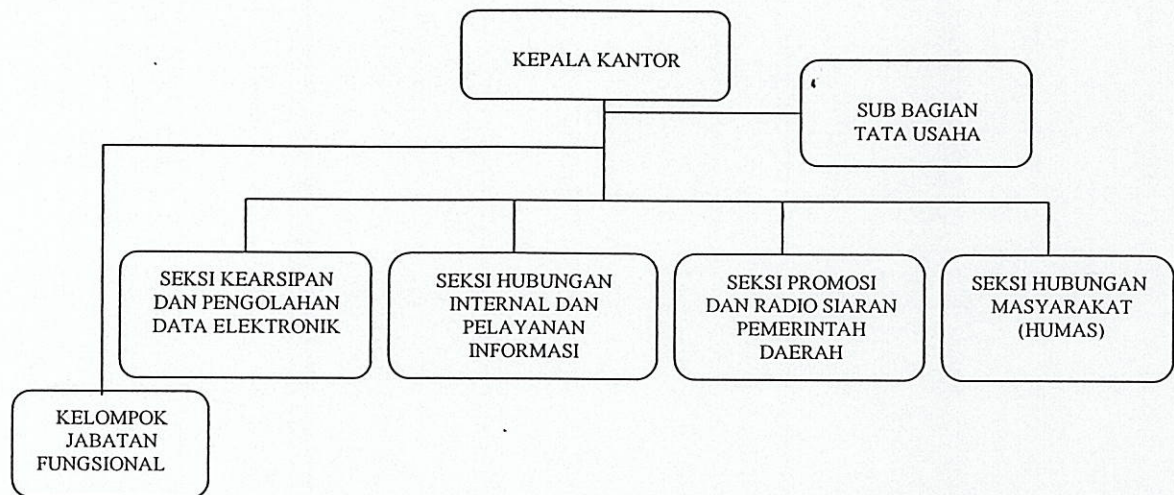 KEPALA KANTOR
SUB BAGIAN
TATA USAHA
SEKSI KEARSIPAN
DAN PENGOLAHAN
DATA ELEKTRONIK
SEKSI HUBUNGAN
INTERNAL DAN
PELAYANAN
INFORMASI
SEKSI PROMOSI
DAN RADIO SIARAN
PEMERINTAH
DAERAH
SEKSI HUBUNGAN
MASYARAKAT
(HUMAS)
KELOMPOK
JABATAN
FUNGSIONAL